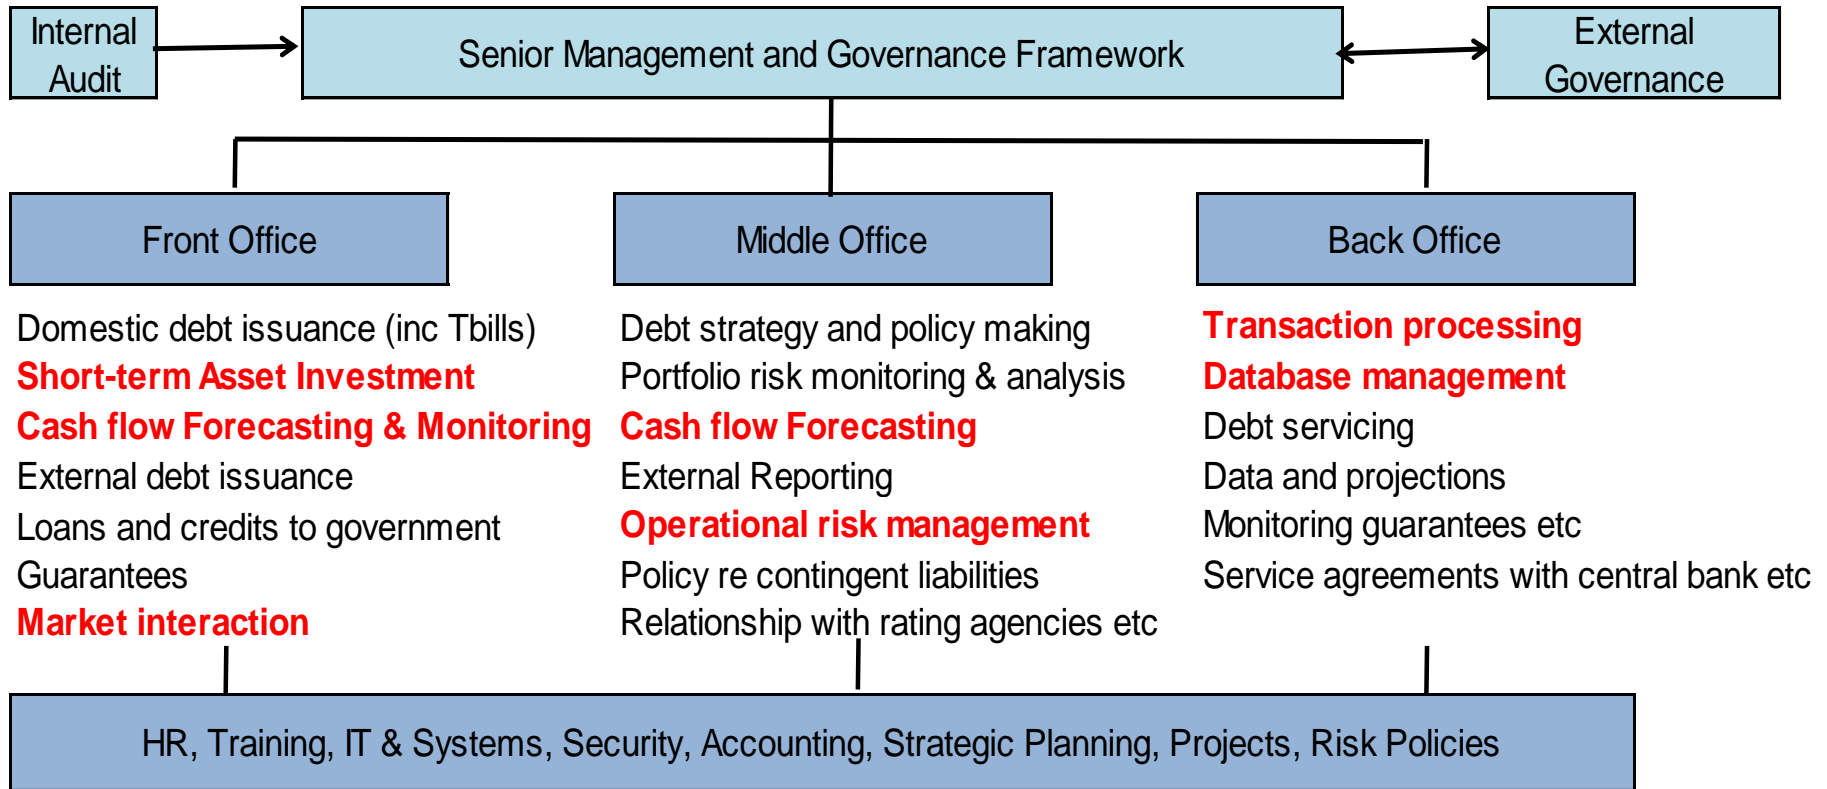 Internal
Audit
Senior Management and Governance Framework
External
Governance
Front Office
Middle Office
Back Office
Domestic debt issuance (inc Tbills)
Short-term Asset Investment
Cash flow Forecasting & Monitoring
External debt issuance
Loans and credits to government
Guarantees
Market interaction
Debt strategy and policy making
Portfolio risk monitoring & analysis
Cash flow Forecasting
External Reporting
Operational risk management
Policy re contingent liabilities
Relationship with rating agencies etc
Transaction processing
Database management
Debt servicing
Data and projections
Monitoring guarantees etc
Service agreements with central bank etc
HR, Training, IT & Systems, Security, Accounting, Strategic Planning, Projects, Risk Policies